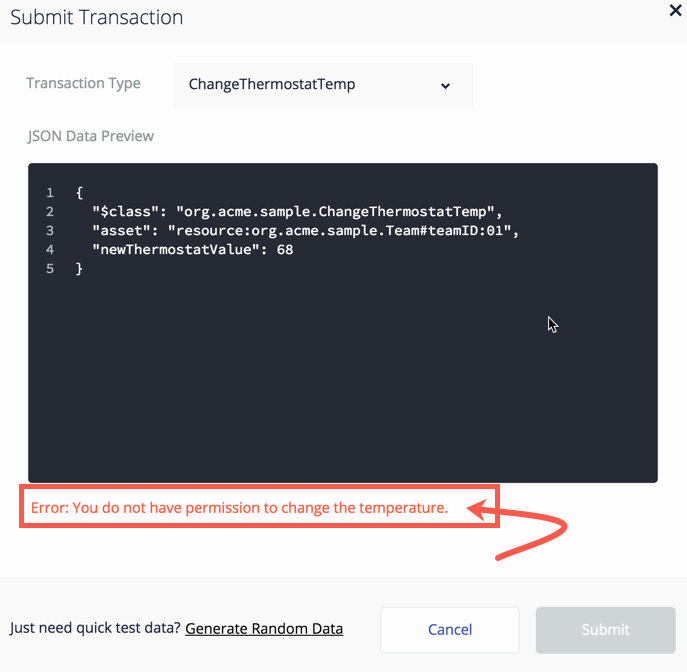 Submit Transaction
Transaction Type
ChangeThermostatTemp
JSON Data Preview
1 {
2 "$class": "org.acme.sample.ChangeThermostatTemp",
3 "asset": "resource:org.acme.sample.Team#teamID:01",
4 "newThermostatValue": 68
5 }
Error: You do not have permission to change the temperature.
Just need quick test data? Generate Random Data
Cancel
Submit